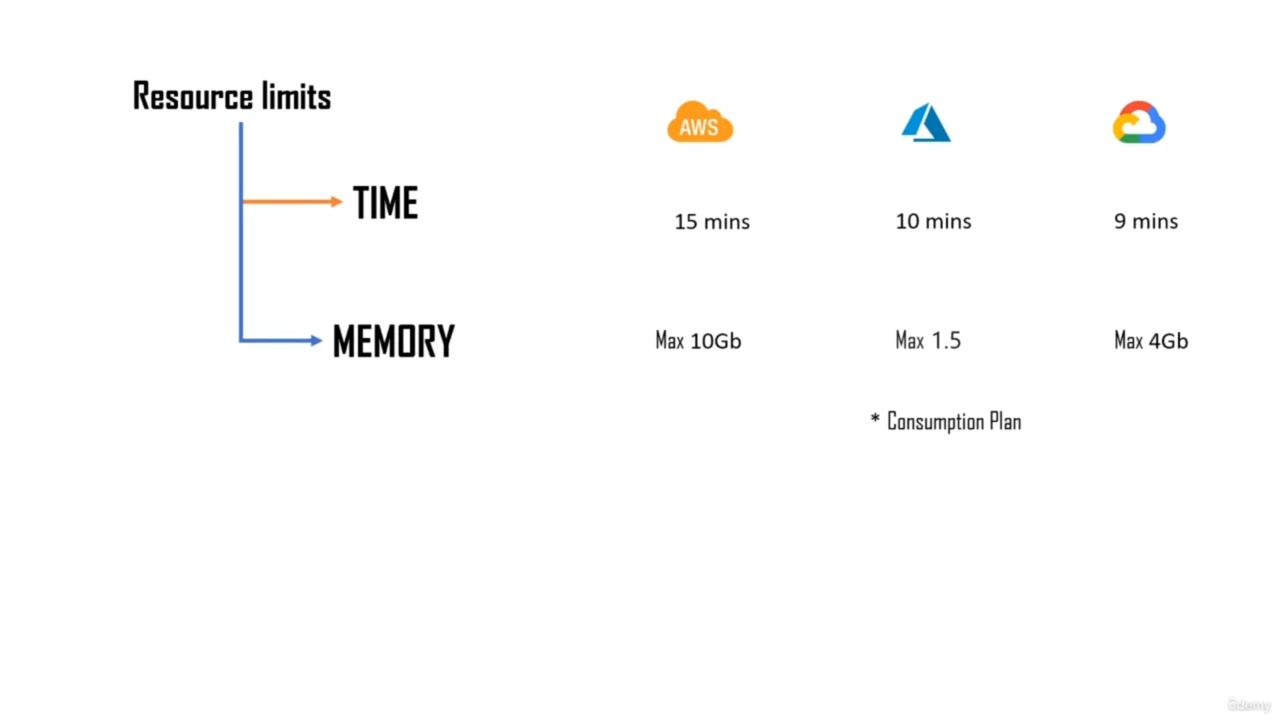 Resource limits
AWS
TIME
15 mins
10 mins
9 mins
MEMORY
Max 10Gb
Max 1.5
Max 4Gb
* Consumption Plan
ûdemy